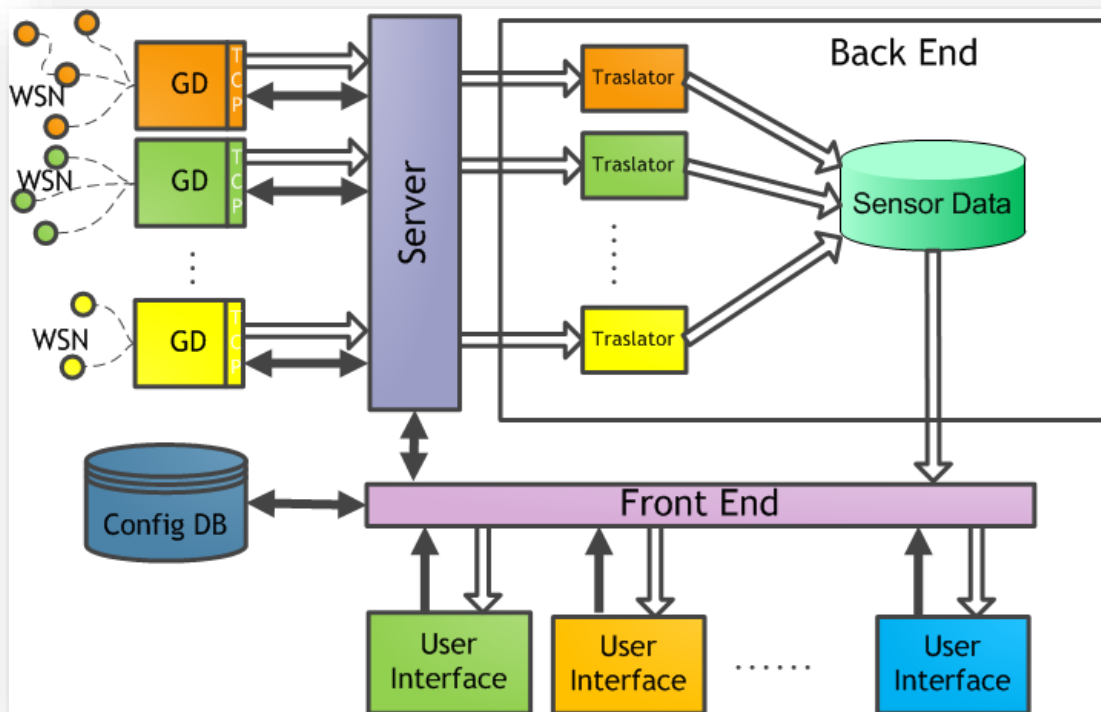 WSN
GD
TCP
Server
Traslator
Back End
WSN
GD
TCP
Traslator
Sensor Data
WSN
GD
TCP
Traslator
Config DB
Front End
User
Interface
User
Interface
User
Interface